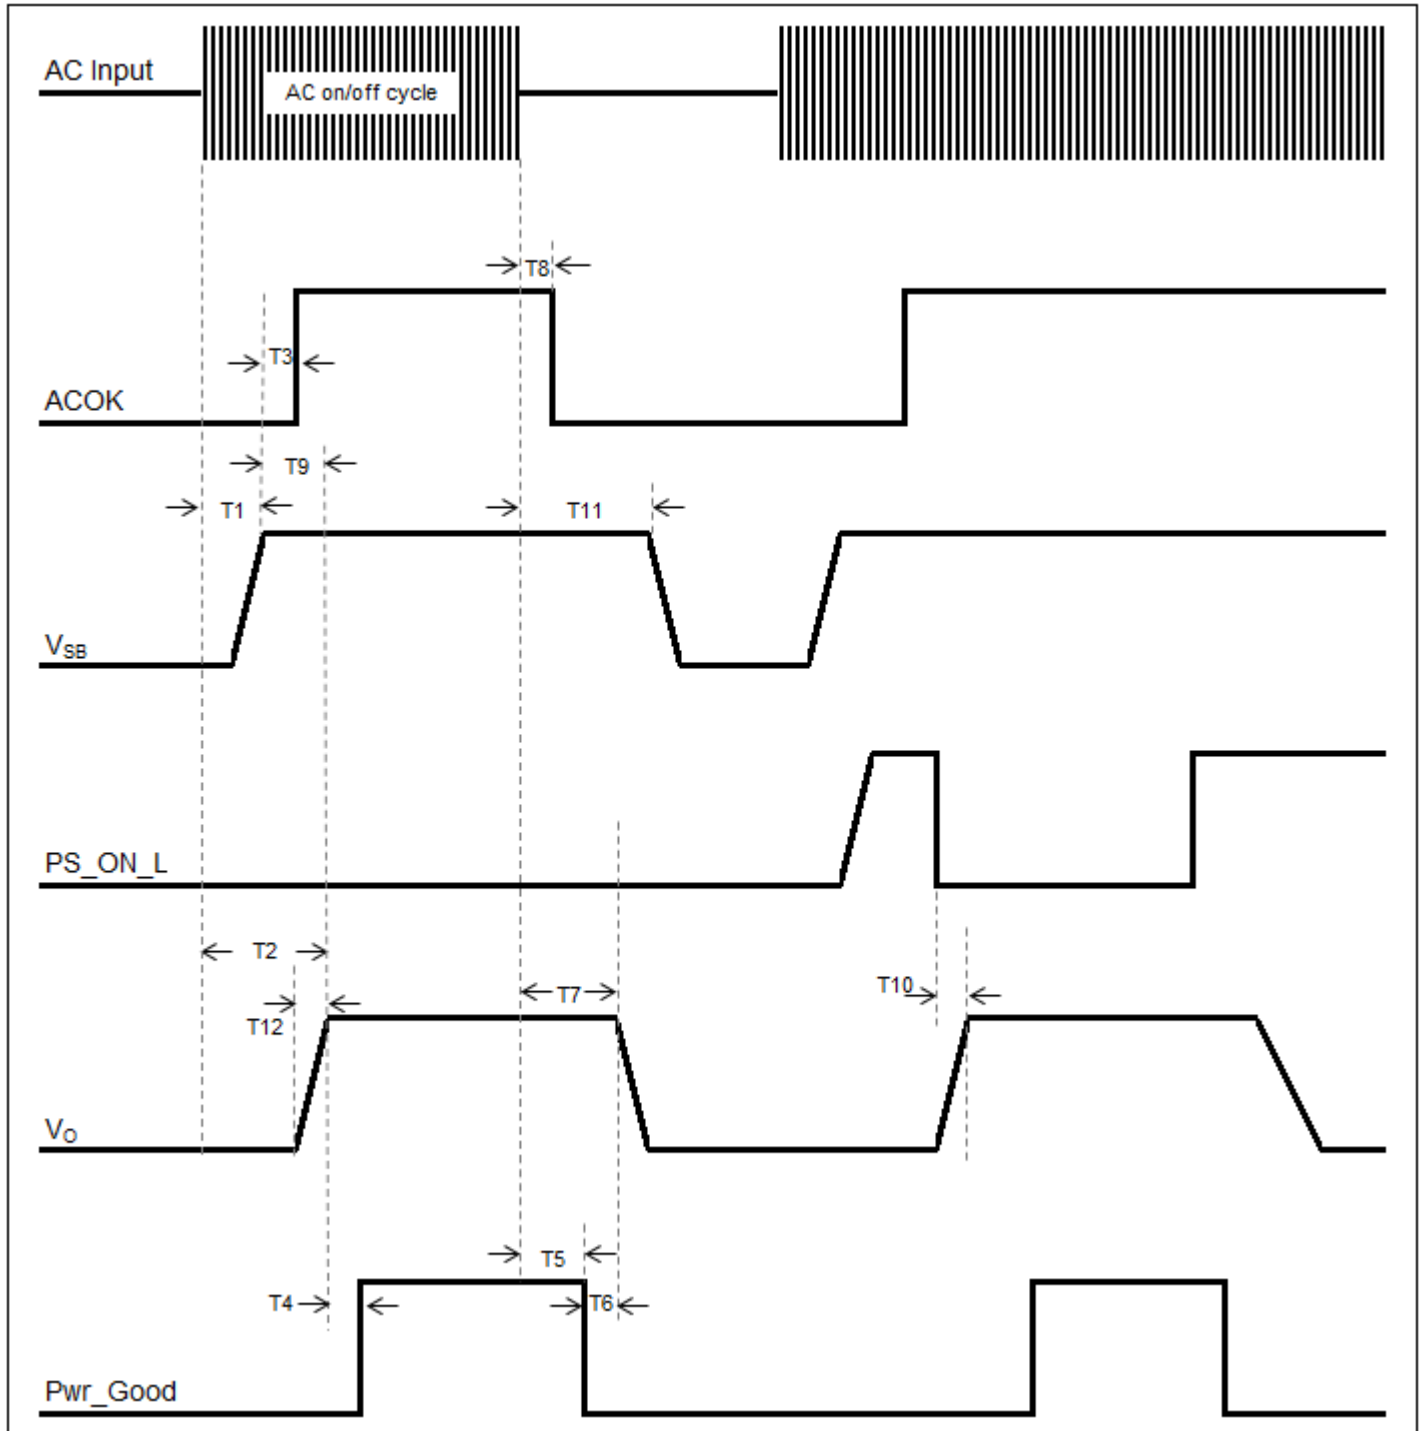 AC Input
AC on/off cycle
T8
T3
ACOK
T9
T1
T11
VSB
PS_ON_L
T2
T7
T10
T12
VO
T5
T4
T6
Pwr_Good